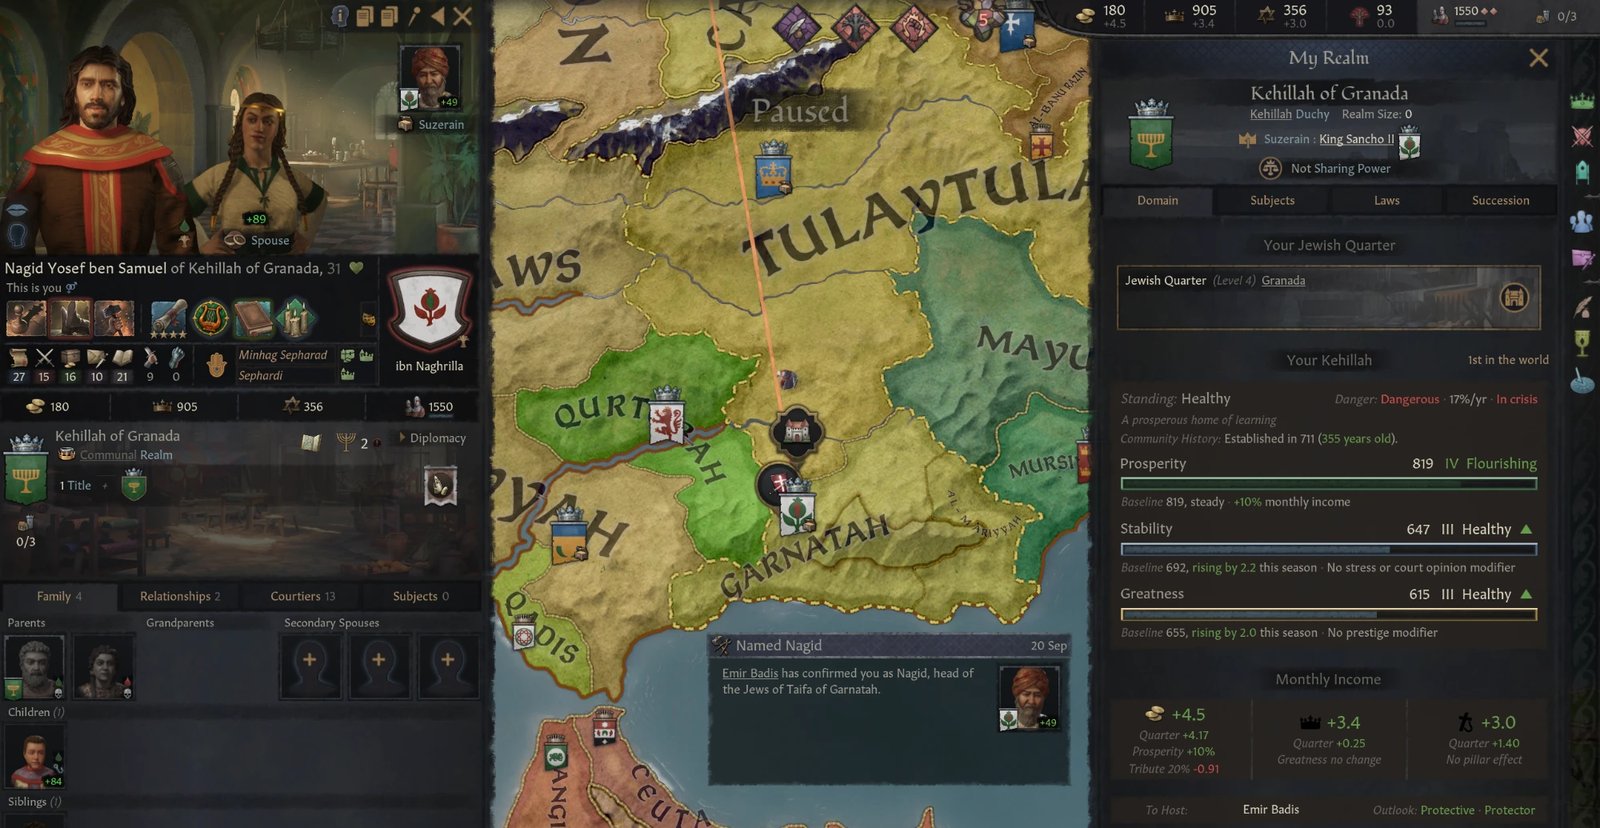 +49
Suzerain
+89
Spouse
Nagid Yosef ben Samuel of Kehillah of Granada, 31
This is you
27 15 16 10 21 9 0
Minhag Sepharad
Sephardi
ibn Naghrilla
180 905 356 1550
Kehillah of Granada
Communal Realm
2
Diplomacy
1 Title +
0/3
Family 4
Relationships 2
Courtiers 13
Subjects 0
Parents
Grandparents
Secondary Spouses
Children (1)
+84
Siblings (1)
Paused
TULAYTULA
QURTUBAH
GARNATAH
AL-MARIYYAH
MURSI
MAYU
AWS
YYAH
QADIS
CEUTA
ANGI
AL-BANU RAZIN
Z
CA
5
Named Nagid
20 Sep
Emir Badis has confirmed you as Nagid, head of
the Jews of Taifa of Garnatah.
+49
180 +4.5
905 +3.4
356 +3.0
93 0.0
1550
0/3
My Realm
Kehillah of Granada
Kehillah Duchy Realm Size: 0
Suzerain : King Sancho II
Not Sharing Power
Domain
Subjects
Laws
Succession
Your Jewish Quarter
Jewish Quarter (Level 4) Granada
Your Kehillah
1st in the world
Standing: Healthy
Danger: Dangerous · 17%/yr · In crisis
A prosperous home of learning
Community History: Established in 711 (355 years old).
Prosperity 819 IV Flourishing
Baseline 819, steady · +10% monthly income
Stability 647 III Healthy
Baseline 692, rising by 2.2 this season · No stress or court opinion modifier
Greatness 615 III Healthy
Baseline 655, rising by 2.0 this season · No prestige modifier
Monthly Income
+4.5
Quarter +4.17
Prosperity +10%
Tribute 20% -0.91
+3.4
Quarter +0.25
Greatness no change
+3.0
Quarter +1.40
No pillar effect
To Host: Emir Badis
Outlook: Protective · Protector